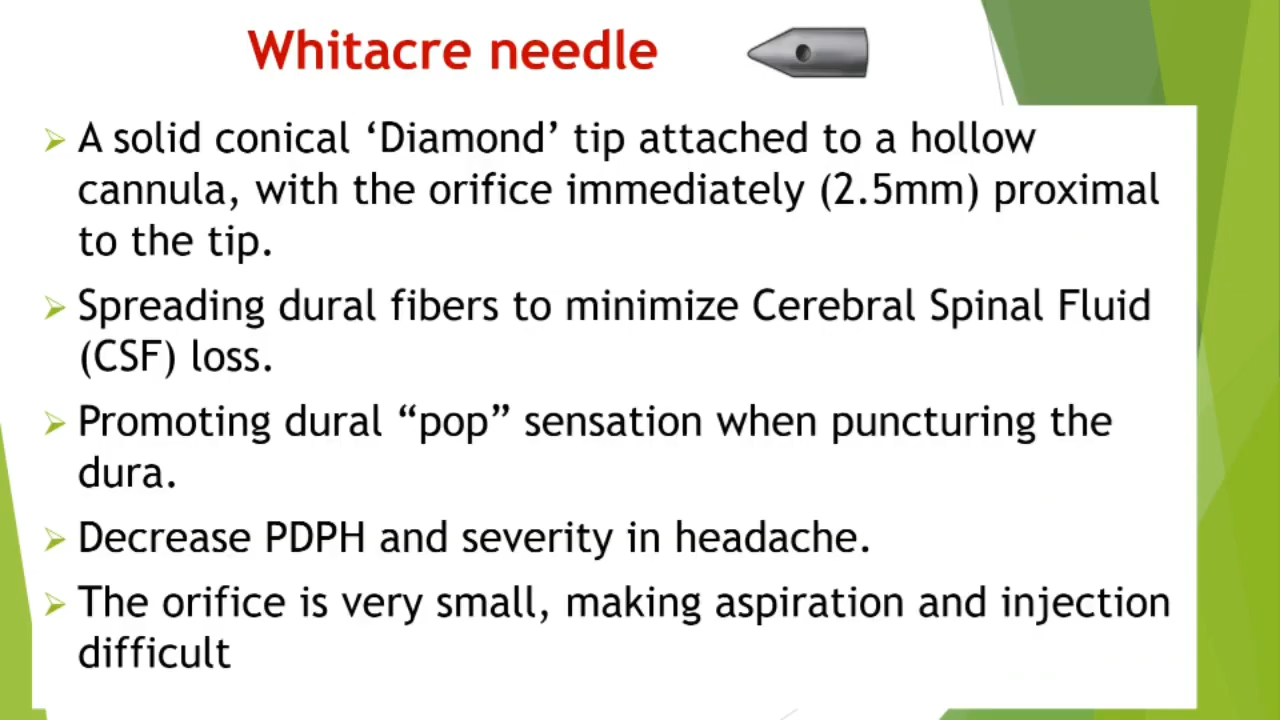 Whitacre needle
A solid conical ‘Diamond’ tip attached to a hollow
cannula, with the orifice immediately (2.5mm) proximal
to the tip.
Spreading dural fibers to minimize Cerebral Spinal Fluid
(CSF) loss.
Promoting dural “pop” sensation when puncturing the
dura.
Decrease PDPH and severity in headache.
The orifice is very small, making aspiration and injection
difficult